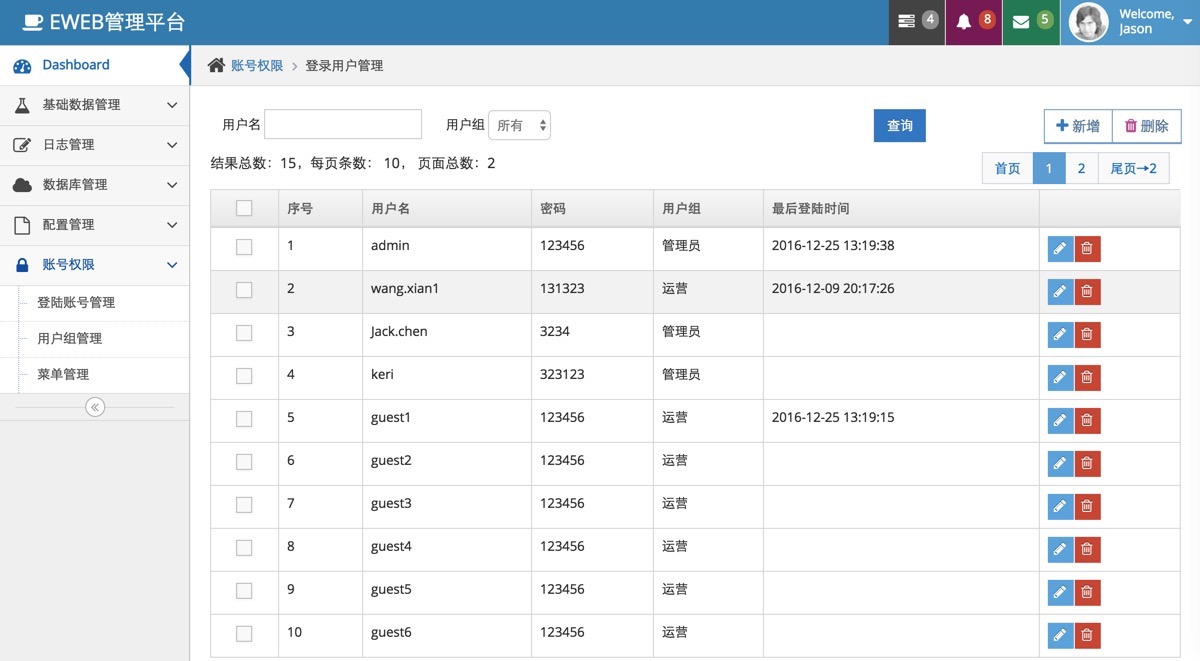 EWEB管理平台
4
8
5
Welcome,
Jason
Dashboard
基础数据管理
日志管理
数据库管理
配置管理
账号权限
登陆账号管理
用户组管理
菜单管理
账号权限 > 登录用户管理
用户名
用户组 所有
查询
新增 删除
结果总数：15，每页条数： 10， 页面总数：2
首页 1 2 尾页→2
序号 用户名 密码 用户组 最后登陆时间
1 admin 123456 管理员 2016-12-25 13:19:38
2 wang.xian1 131323 运营 2016-12-09 20:17:26
3 Jack.chen 3234 管理员
4 keri 323123 管理员
5 guest1 123456 运营 2016-12-25 13:19:15
6 guest2 123456 运营
7 guest3 123456 运营
8 guest4 123456 运营
9 guest5 123456 运营
10 guest6 123456 运营